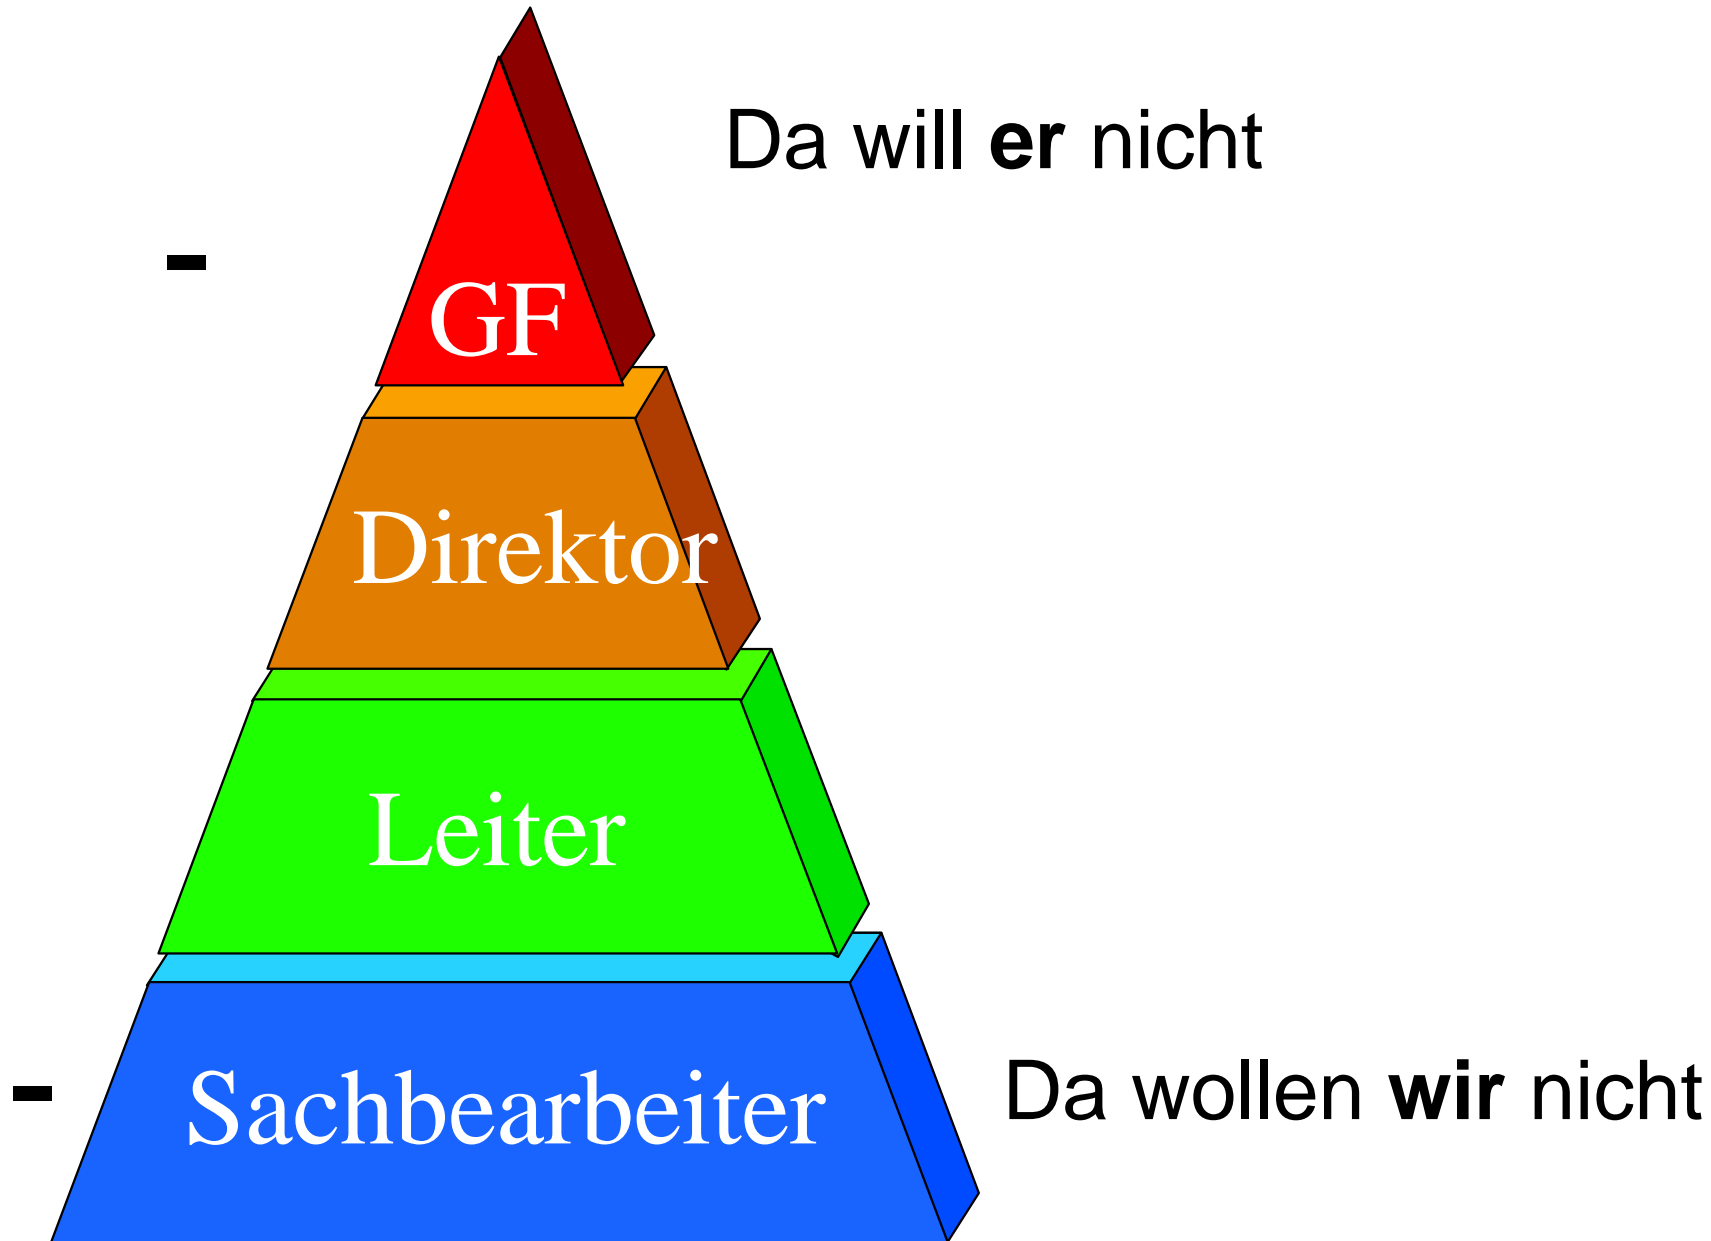 Da will er nicht
-
GF
Direktor
Leiter
-
Sachbearbeiter
Da wollen wir nicht